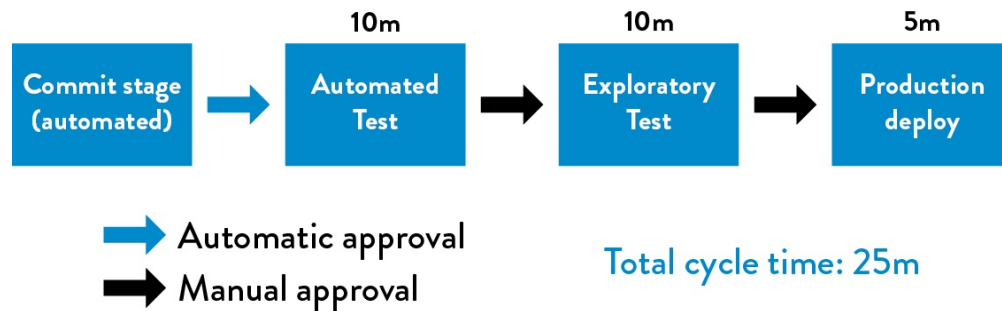 10m
10m
5m
Commit stage
(automated)
Automated
Test
Exploratory
Test
Production
deploy
Automatic approval
Manual approval
Total cycle time: 25m